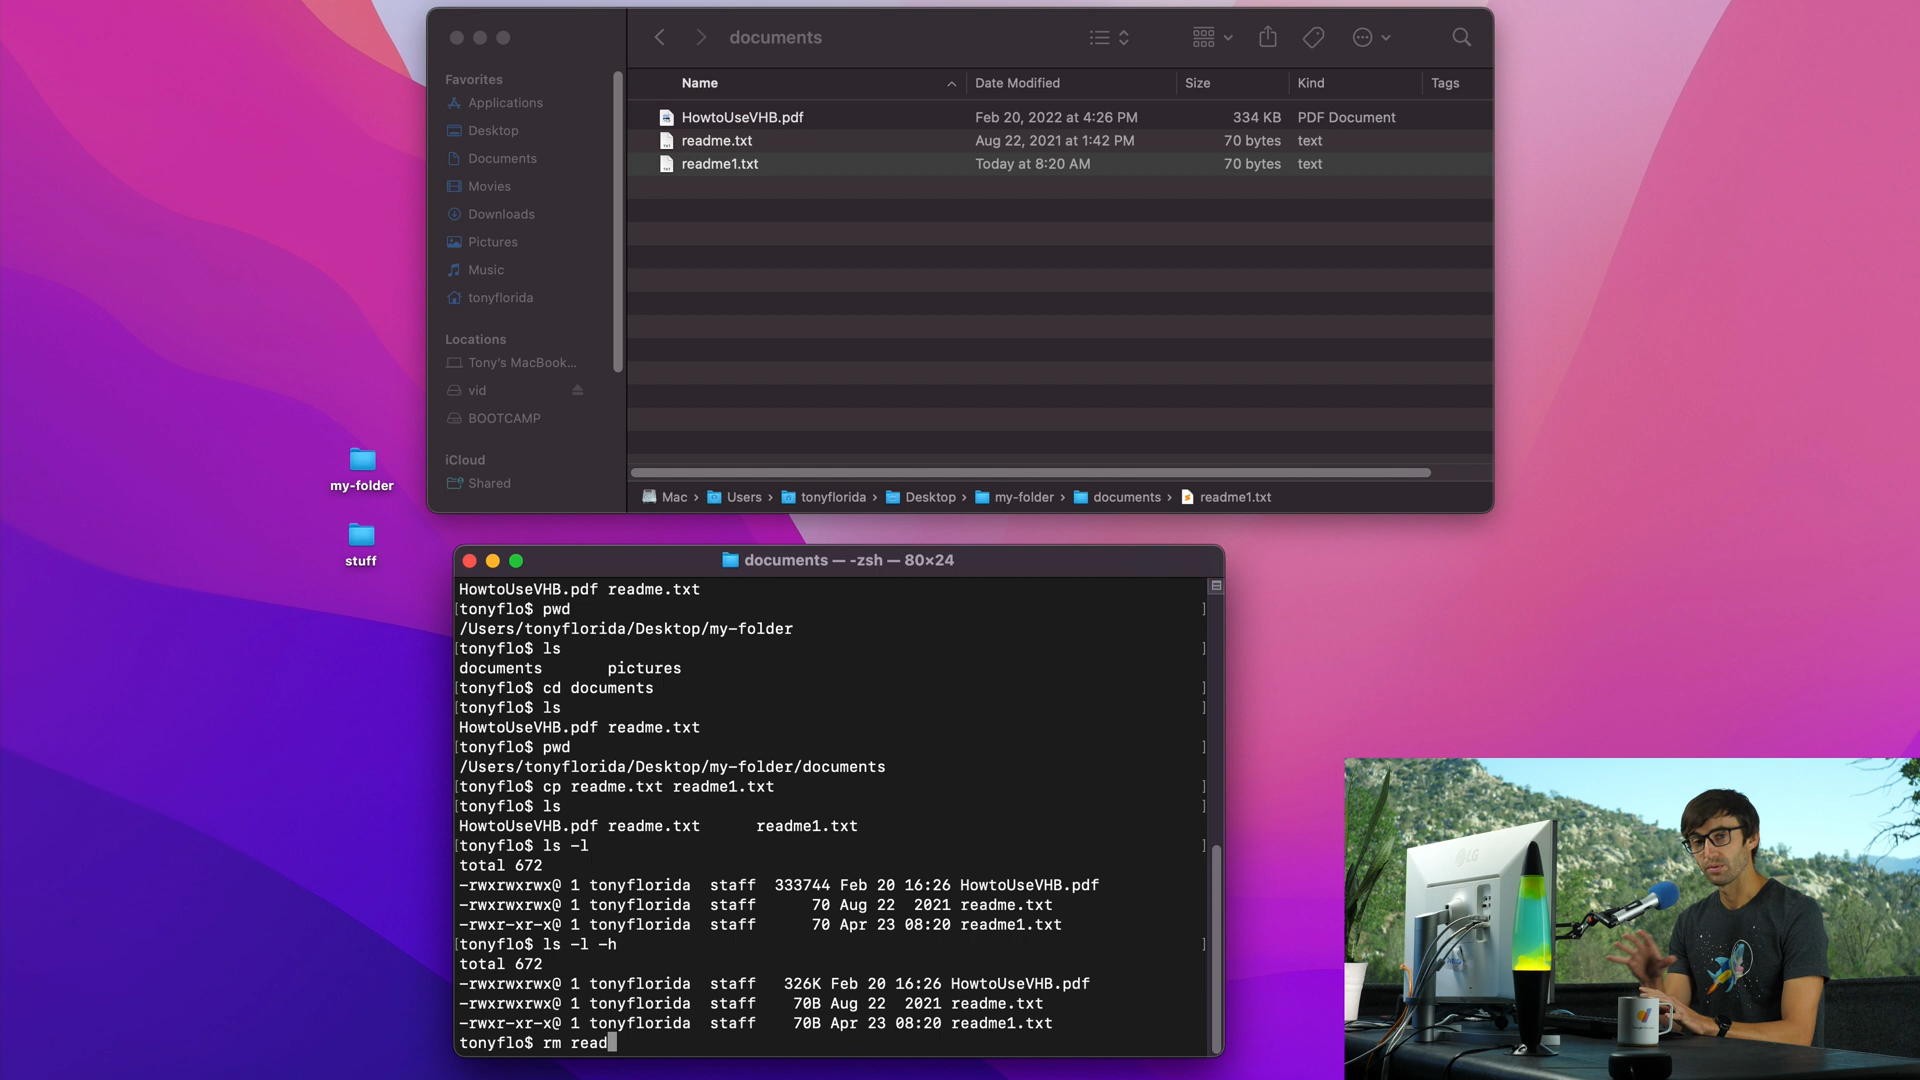 documents
Favorites
Applications
Desktop
Documents
Movies
Downloads
Pictures
Music
tonyflorida
Locations
Tony's MacBook...
vid
BOOTCAMP
iCloud
Shared
Name Date Modified Size Kind Tags
HowtoUseVHB.pdf Feb 20, 2022 at 4:26 PM 334 KB PDF Document
readme.txt Aug 22, 2021 at 1:42 PM 70 bytes text
readme1.txt Today at 8:20 AM 70 bytes text
Mac › Users › tonyflorida › Desktop › my-folder › documents › readme1.txt
my-folder
stuff
documents — -zsh — 80×24
HowtoUseVHB.pdf readme.txt
[tonyflo$ pwd ]
/Users/tonyflorida/Desktop/my-folder
[tonyflo$ ls ]
documents pictures
[tonyflo$ cd documents ]
[tonyflo$ ls ]
HowtoUseVHB.pdf readme.txt
[tonyflo$ pwd ]
/Users/tonyflorida/Desktop/my-folder/documents
[tonyflo$ cp readme.txt readme1.txt ]
[tonyflo$ ls ]
HowtoUseVHB.pdf readme.txt readme1.txt
[tonyflo$ ls -l ]
total 672
-rwxrwxrwx@ 1 tonyflorida staff 333744 Feb 20 16:26 HowtoUseVHB.pdf
-rwxrwxrwx@ 1 tonyflorida staff 70 Aug 22 2021 readme.txt
-rwxr-xr-x@ 1 tonyflorida staff 70 Apr 23 08:20 readme1.txt
[tonyflo$ ls -l -h ]
total 672
-rwxrwxrwx@ 1 tonyflorida staff 326K Feb 20 16:26 HowtoUseVHB.pdf
-rwxrwxrwx@ 1 tonyflorida staff 70B Aug 22 2021 readme.txt
-rwxr-xr-x@ 1 tonyflorida staff 70B Apr 23 08:20 readme1.txt
tonyflo$ rm read
LG